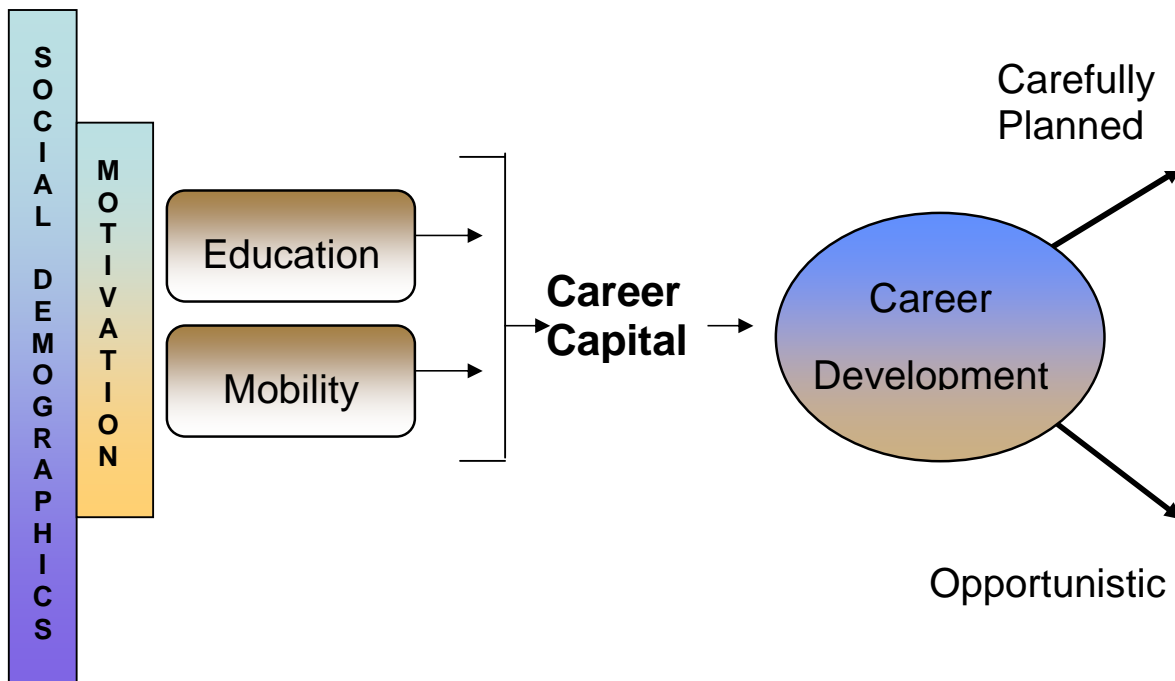 SOCIAL DEMOGRAPHICS
MOTIVATION
Education
Mobility
Career
Capital
Career
Development
Carefully
Planned
Opportunistic